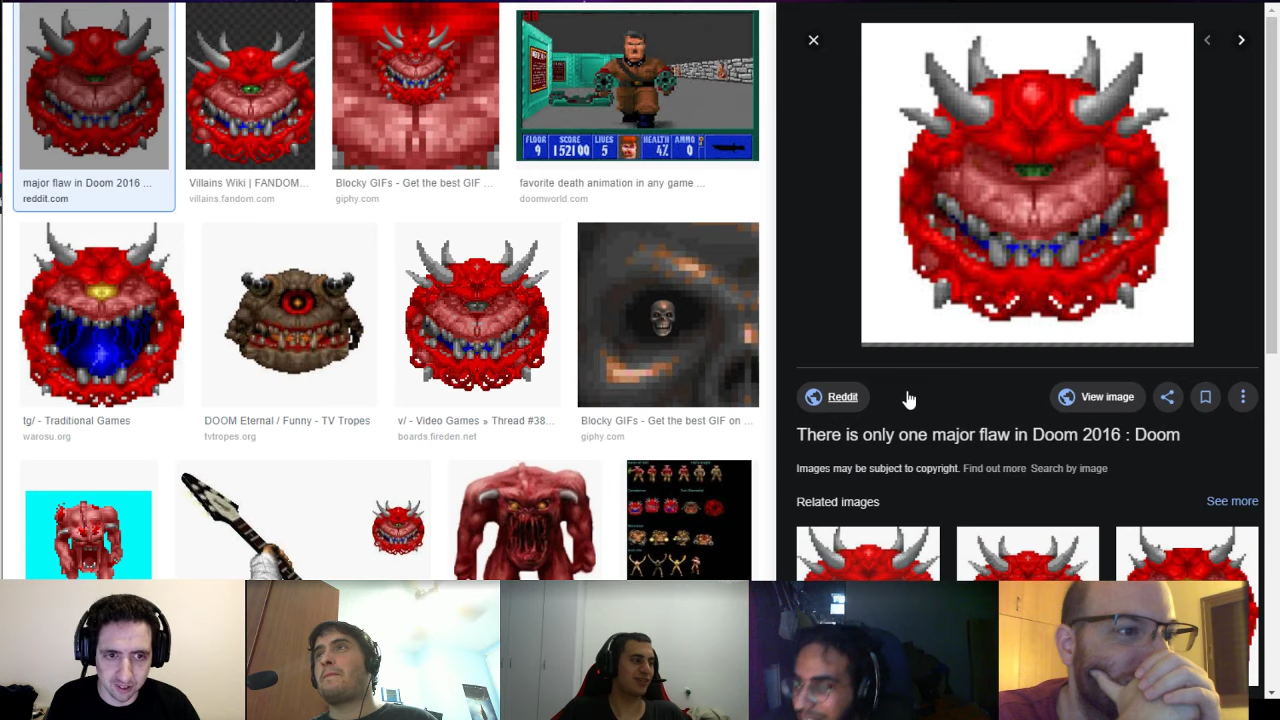 FLOOR SCORE LIVES HEALTH AMMO
9 152100 5 4% 0
major flaw in Doom 2016 ...
reddit.com
Villains Wiki | FANDOM...
villains.fandom.com
Blocky GIFs - Get the best GIF ...
giphy.com
favorite death animation in any game ...
doomworld.com
tg/ - Traditional Games
warosu.org
DOOM Eternal / Funny - TV Tropes
tvtropes.org
v/ - Video Games » Thread #38...
boards.fireden.net
Blocky GIFs - Get the best GIF on ...
giphy.com
Reddit
View image
There is only one major flaw in Doom 2016 : Doom
Images may be subject to copyright. Find out more Search by image
Related images
See more